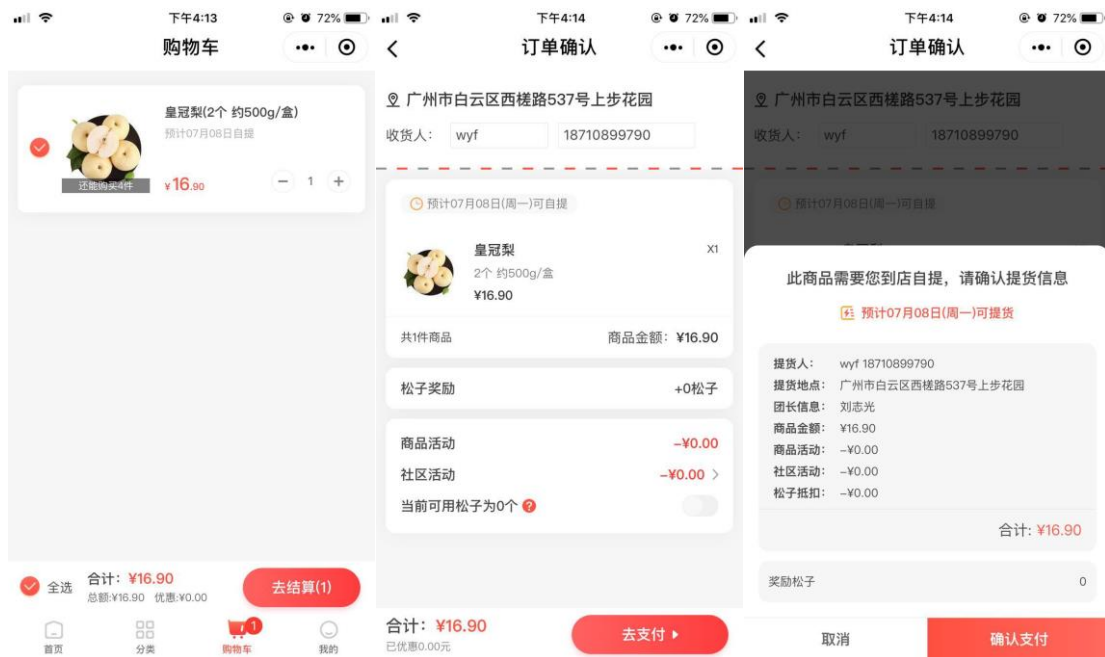 下午4:13
72%
购物车
皇冠梨(2个 约500g/盒)
预计07月08日自提
还能购买4件
¥16.90
1
全选
合计：¥16.90
总额:¥16.90 优惠:¥0.00
去结算(1)
首页
分类
1
购物车
我的
下午4:14
72%
订单确认
广州市白云区西槎路537号上步花园
收货人： wyf 18710899790
预计07月08日(周一)可自提
皇冠梨 X1
2个 约500g/盒
¥16.90
共1件商品 商品金额：¥16.90
松子奖励 +0松子
商品活动 -¥0.00
社区活动 -¥0.00 >
当前可用松子为0个 ?
合计：¥16.90
已优惠0.00元
去支付
下午4:14
72%
订单确认
广州市白云区西槎路537号上步花园
收货人： wyf 18710899790
预计07月08日(周一)可自提
此商品需要您到店自提，请确认提货信息
预计07月08日(周一)可提货
提货人： wyf 18710899790
提货地点： 广州市白云区西槎路537号上步花园
团长信息： 刘志光
商品金额： ¥16.90
商品活动： -¥0.00
社区活动： -¥0.00
松子抵扣： -¥0.00
合计: ¥16.90
奖励松子 0
取消
确认支付